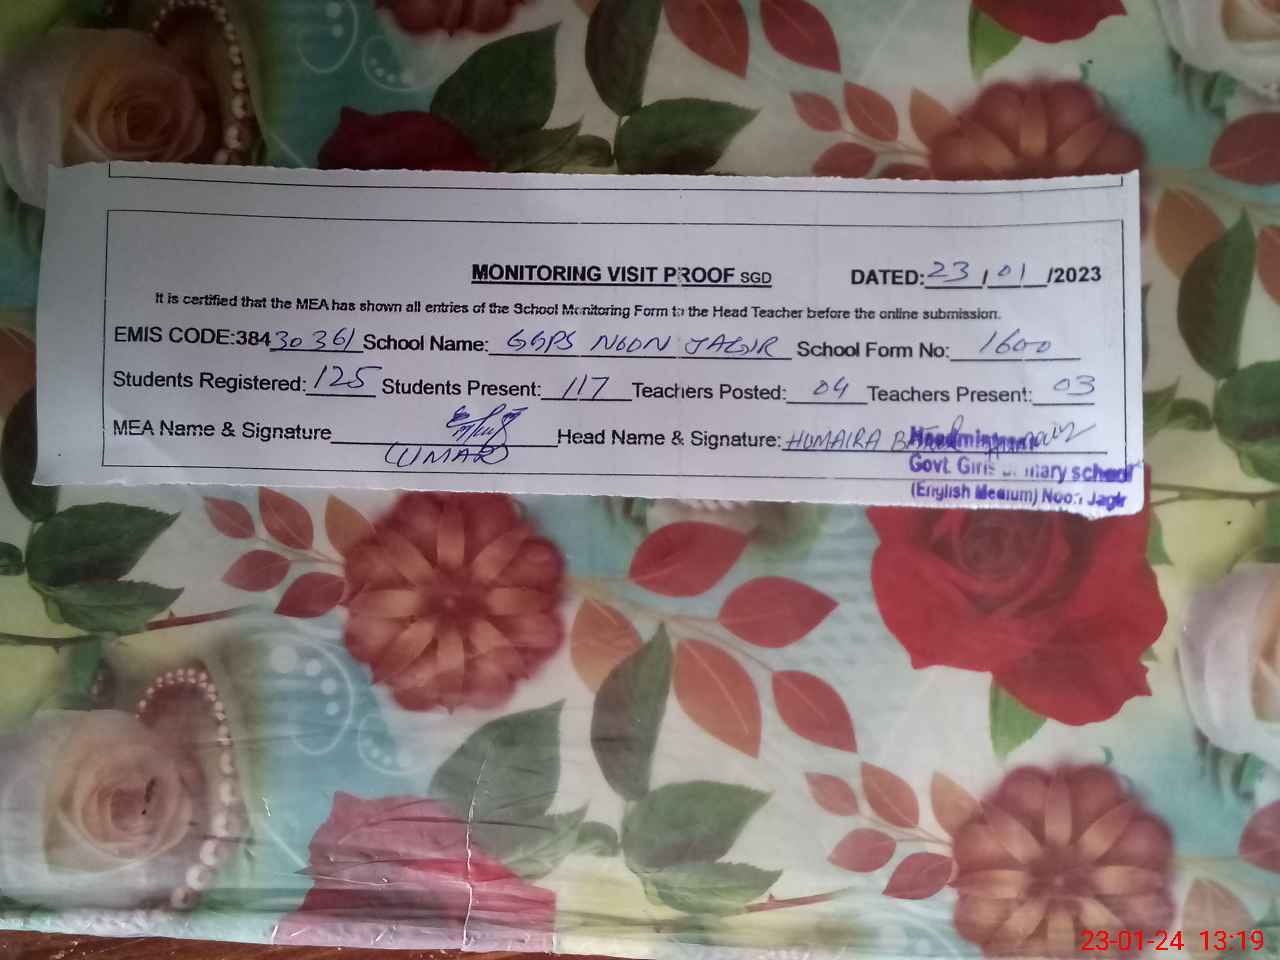 MONITORING VISIT PROOF SGD DATED: 23/01/2023
It is certified that the MEA has shown all entries of the School Monitoring Form to the Head Teacher before the online submission.
EMIS CODE:38430361 School Name: GGPS NOON JAGIR School Form No: 1600
Students Registered: 125 Students Present: 117 Teachers Posted: 04 Teachers Present: 03
MEA Name & Signature Head Name & Signature: HUMAIRA
(UMAR)
Govt. Girls school
(English Medium) Noon Jagir
23-01-24 13:19